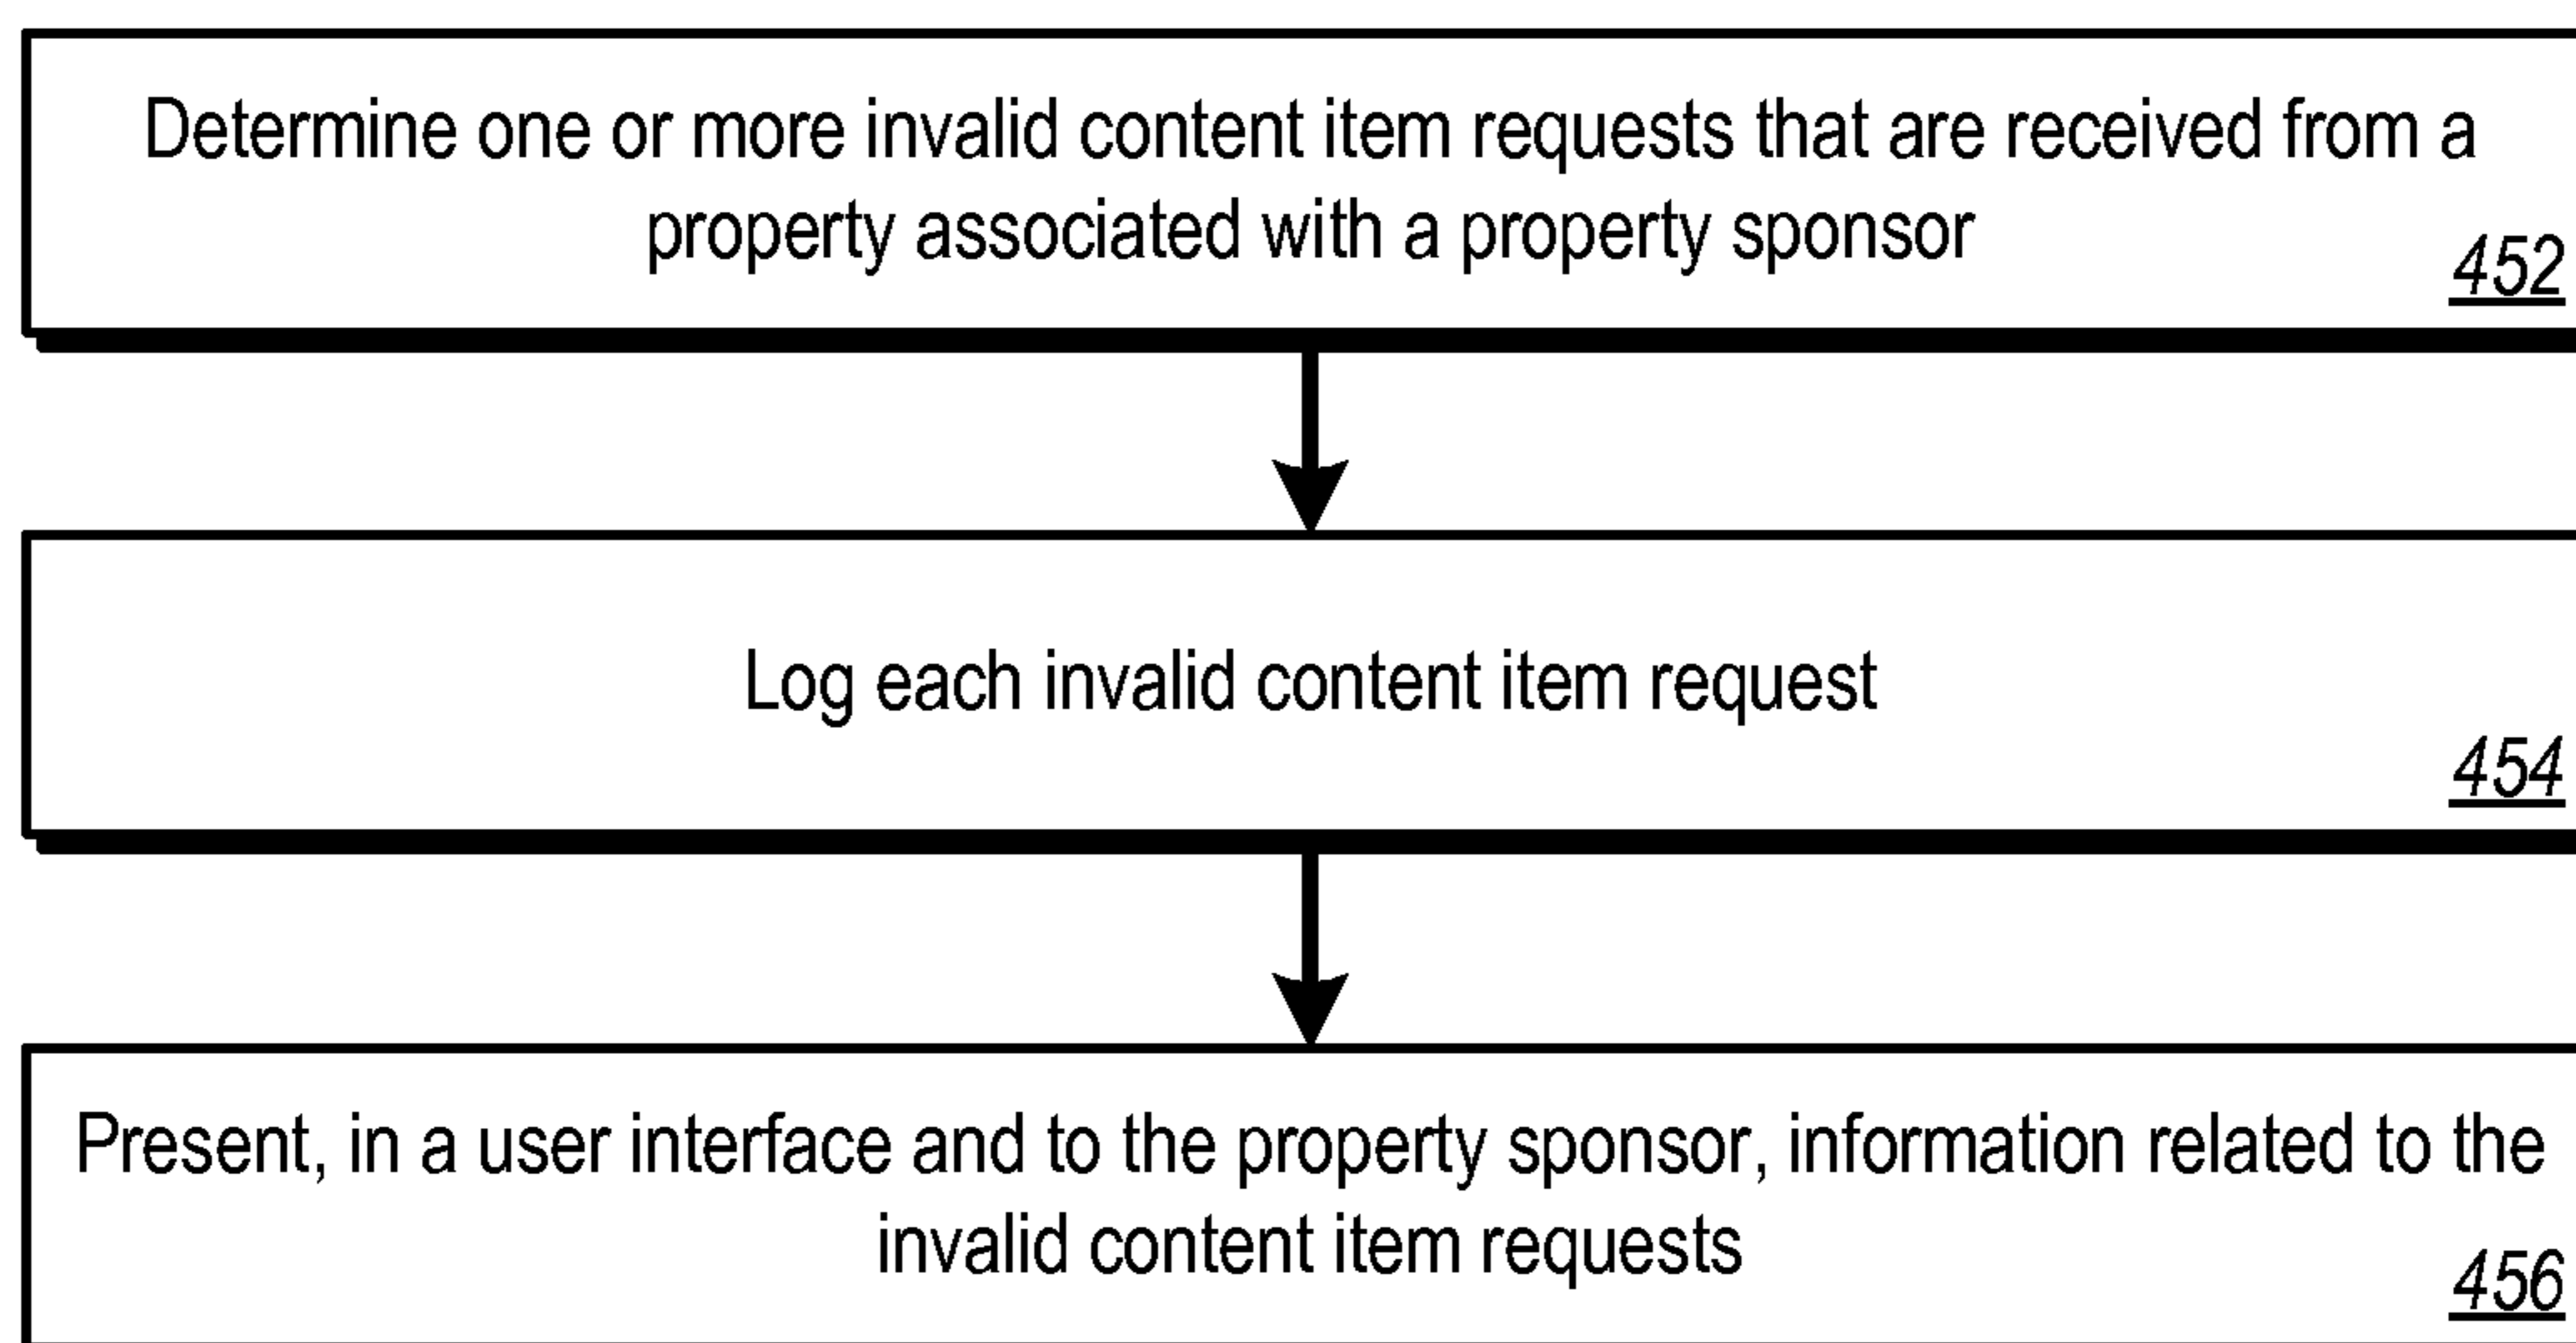 Determine one or more invalid content item requests that are received from a
property associated with a property sponsor
452
Log each invalid content item request
454
Present, in a user interface and to the property sponsor, information related to the
invalid content item requests
456